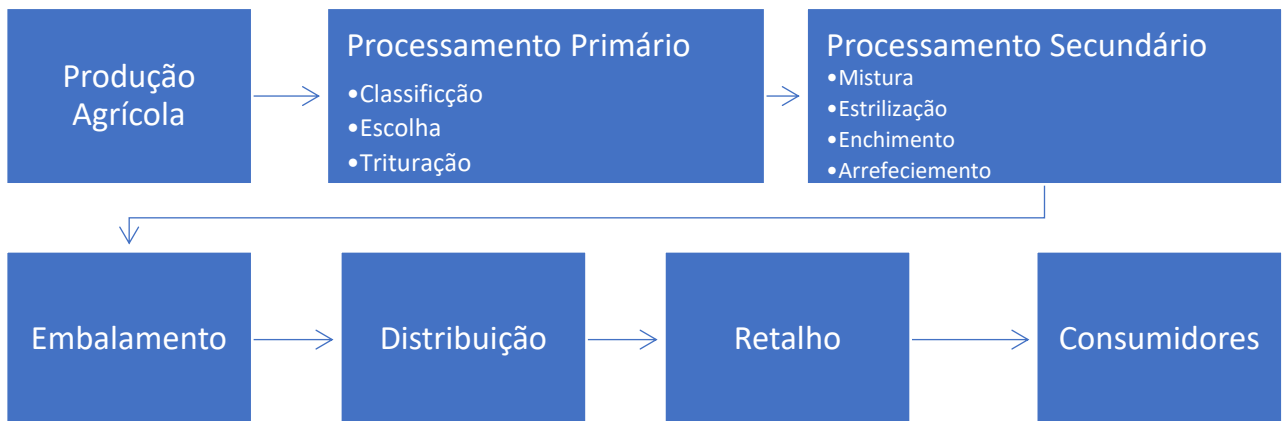 Produção
Agrícola
Processamento Primário
•Classificção
•Escolha
•Trituração
Processamento Secundário
•Mistura
•Estrilização
•Enchimento
•Arrefeciemento
Embalamento
Distribuição
Retalho
Consumidores